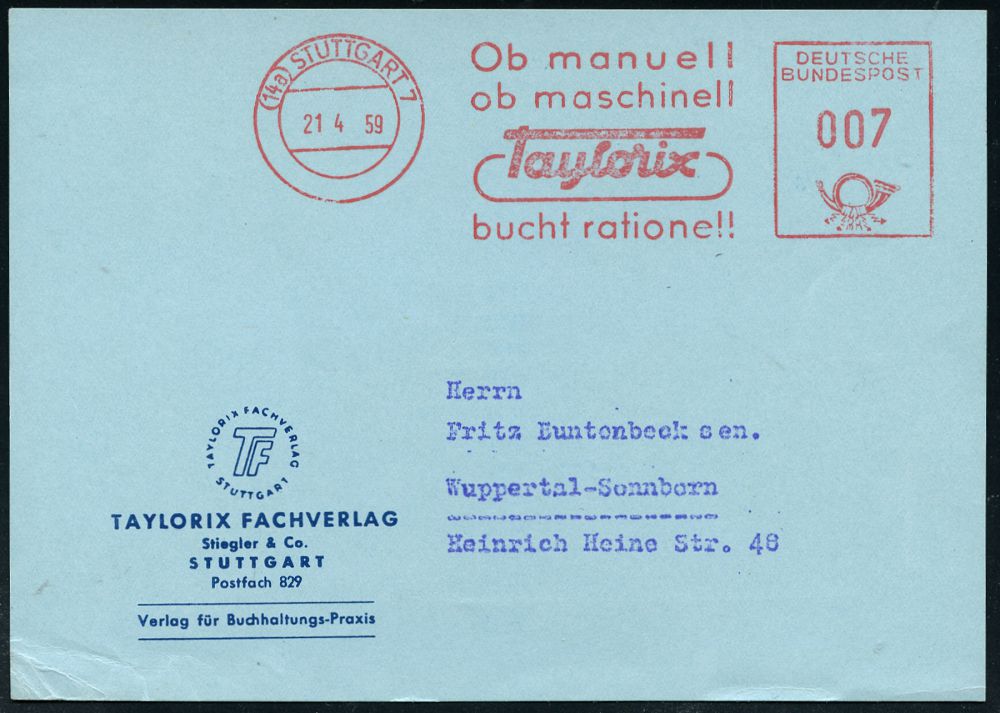 (14a) STUTTGART 7
21 4 59
Ob manuell
ob maschinell
Taylorix
bucht rationell
DEUTSCHE
BUNDESPOST
007
Herrn
Fritz Buntenbeck sen.
Wuppertal-Sonnborn
Heinrich Heine Str. 48
TAYLORIX FACHVERLAG
STUTTGART
TF
TAYLORIX FACHVERLAG
Stiegler & Co.
STUTTGART
Postfach 829
Verlag für Buchhaltungs-Praxis